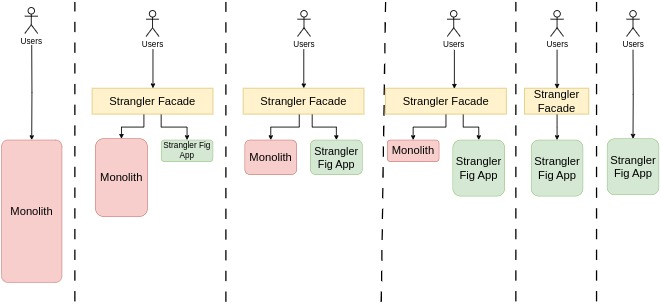 Users
Monolith
Users
Strangler Facade
Monolith
Strangler Fig
App
Users
Strangler Facade
Monolith
Strangler
Fig App
Users
Strangler Facade
Monolith
Strangler
Fig App
Users
Strangler
Facade
Strangler
Fig App
Users
Strangler
Fig App